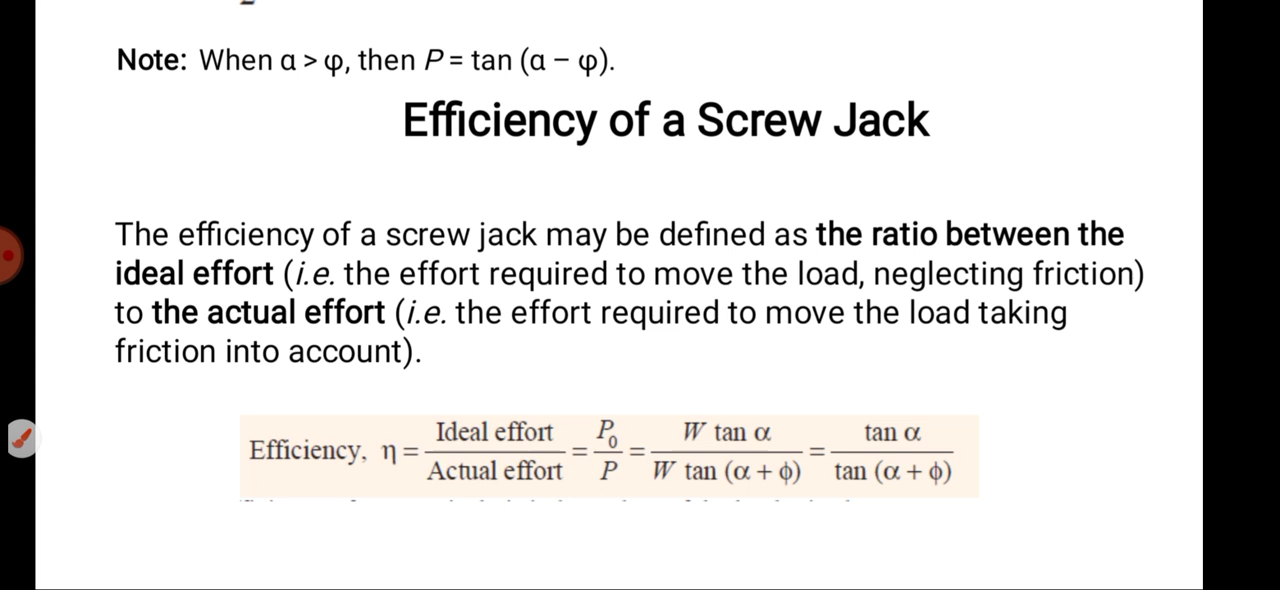 Note: When α > φ, then P = tan (α − φ).
Efficiency of a Screw Jack
The efficiency of a screw jack may be defined as the ratio between the
ideal effort (i.e. the effort required to move the load, neglecting friction)
to the actual effort (i.e. the effort required to move the load taking
friction into account).
Efficiency, η = Ideal effort / Actual effort = P₀ / P = W tan α / W tan (α + ϕ) = tan α / tan (α + ϕ)